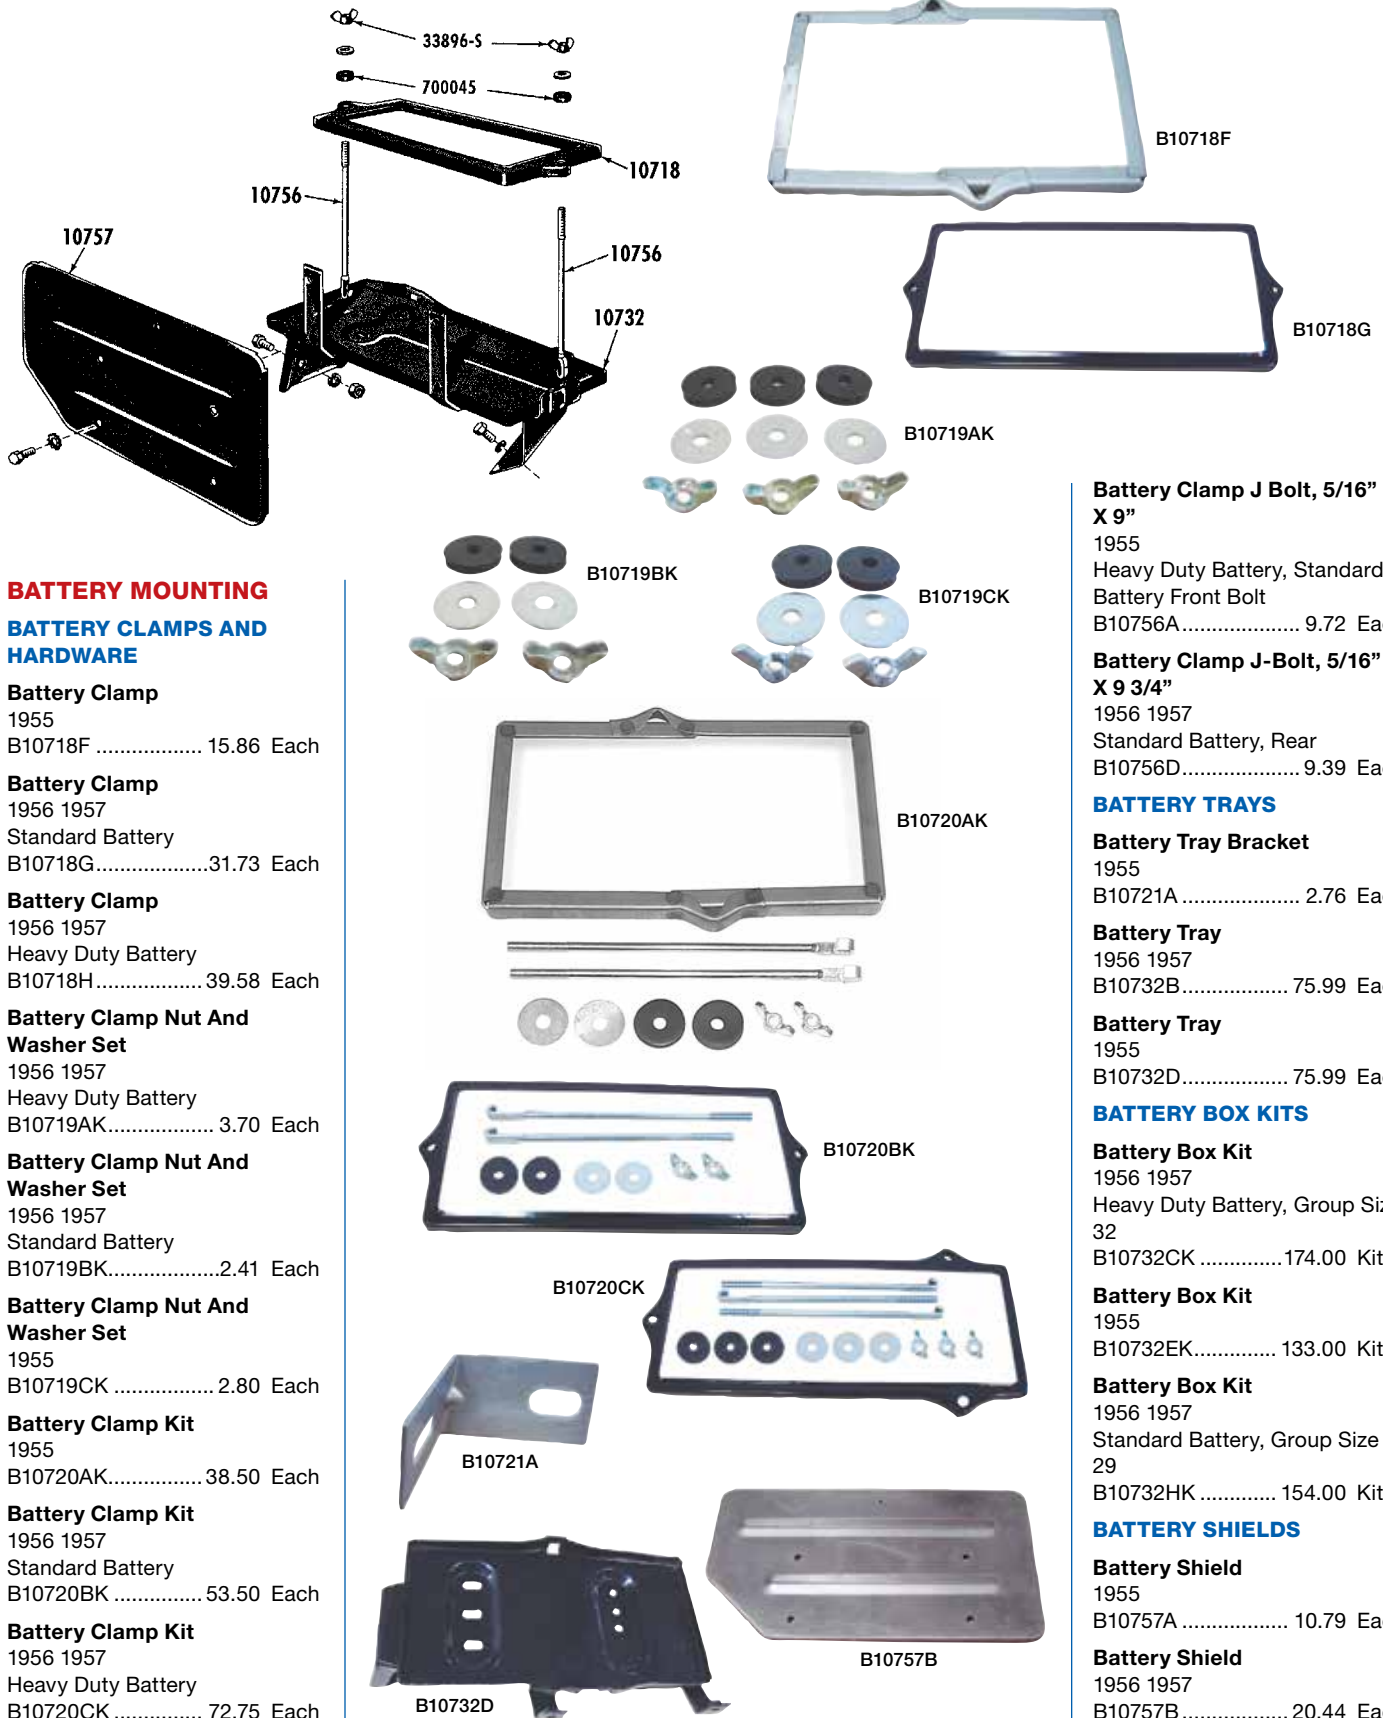 33896-S
700045
10718
10756
10757
10756
10732
B10718F
B10718G
B10719AK
B10719BK
B10719CK
B10720AK
B10720BK
B10720CK
B10721A
B10757B
B10732D
BATTERY MOUNTING
BATTERY CLAMPS AND
HARDWARE
Battery Clamp
1955
B10718F .................. 15.86 Each
Battery Clamp
1956 1957
Standard Battery
B10718G...................31.73 Each
Battery Clamp
1956 1957
Heavy Duty Battery
B10718H.................. 39.58 Each
Battery Clamp Nut And
Washer Set
1956 1957
Heavy Duty Battery
B10719AK.................. 3.70 Each
Battery Clamp Nut And
Washer Set
1956 1957
Standard Battery
B10719BK...................2.41 Each
Battery Clamp Nut And
Washer Set
1955
B10719CK ................. 2.80 Each
Battery Clamp Kit
1955
B10720AK................ 38.50 Each
Battery Clamp Kit
1956 1957
Standard Battery
B10720BK ............... 53.50 Each
Battery Clamp Kit
1956 1957
Heavy Duty Battery
B10720CK ............... 72.75 Each
Battery Clamp J Bolt, 5/16”
X 9”
1955
Heavy Duty Battery, Standard
Battery Front Bolt
B10756A.................... 9.72 Ea
Battery Clamp J-Bolt, 5/16”
X 9 3/4”
1956 1957
Standard Battery, Rear
B10756D.................... 9.39 Ea
BATTERY TRAYS
Battery Tray Bracket
1955
B10721A .................... 2.76 Ea
Battery Tray
1956 1957
B10732B.................. 75.99 Ea
Battery Tray
1955
B10732D.................. 75.99 Ea
BATTERY BOX KITS
Battery Box Kit
1956 1957
Heavy Duty Battery, Group Siz
32
B10732CK ..............174.00 Kit
Battery Box Kit
1955
B10732EK.............. 133.00 Kit
Battery Box Kit
1956 1957
Standard Battery, Group Size
29
B10732HK ............. 154.00 Kit
BATTERY SHIELDS
Battery Shield
1955
B10757A .................. 10.79 Ea
Battery Shield
1956 1957
B10757B.................. 20.44 Ea